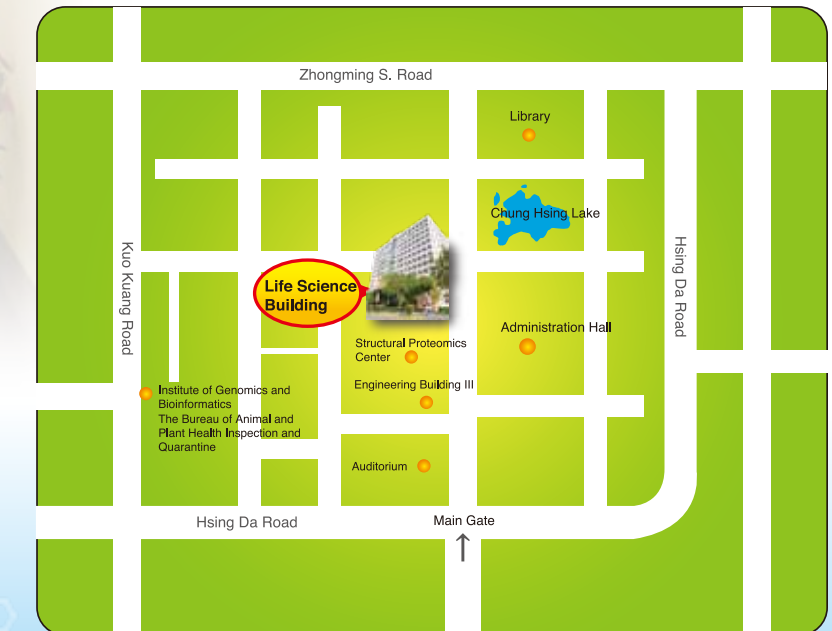 Zhongming S. Road
Library
Chung Hsing Lake
Kuo Kuang Road
Hsing Da Road
Life Science
Building
Administration Hall
Structural Proteomics
Center
Engineering Building III
Institute of Genomics and
Bioinformatics
The Bureau of Animal and
Plant Health Inspection and
Quarantine
Auditorium
Hsing Da Road
Main Gate